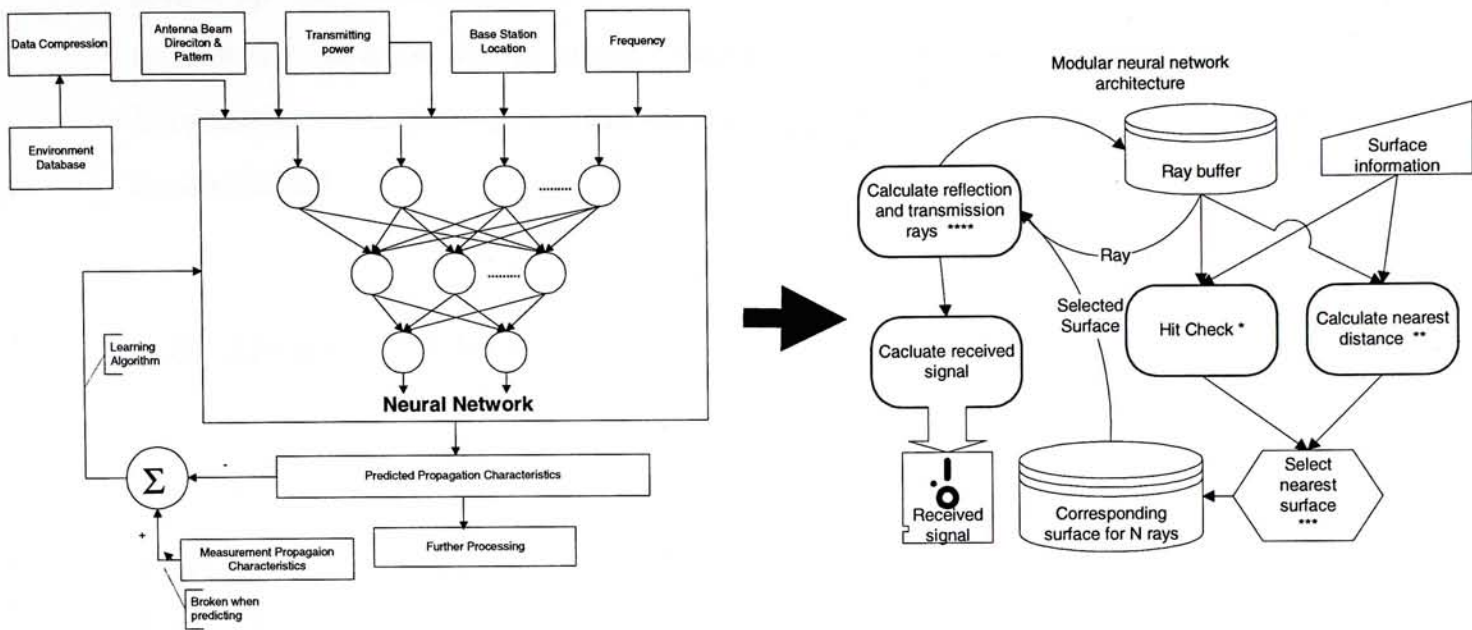 Data Compression
Antenna Beam
Direciton &
Pattern
Transmitting
power
Base Station
Location
Frequency
Environment
Database
.........
.........
Neural Network
Learning
Algorithm
Σ
-
+
Predicted Propagation Characteristics
Further Processing
Measurement Propagaion
Characteristics
Broken when
predicting
Modular neural network
architecture
Ray buffer
Surface
information
Calculate reflection
and transmission
rays ****
Ray
Selected
Surface
Hit Check *
Calculate nearest
distance **
Cacluate received
signal
Select
nearest
surface
***
Corresponding
surface for N rays
Received
signal